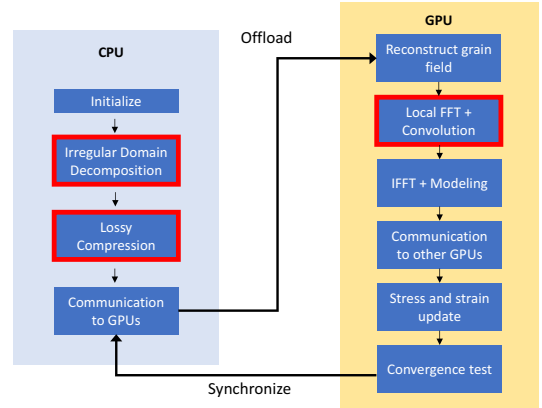 CPU
Initialize
Irregular Domain
Decomposition
Lossy
Compression
Communication
to GPUs
Offload
Synchronize
GPU
Reconstruct grain
field
Local FFT +
Convolution
IFFT + Modeling
Communication
to other GPUs
Stress and strain
update
Convergence test